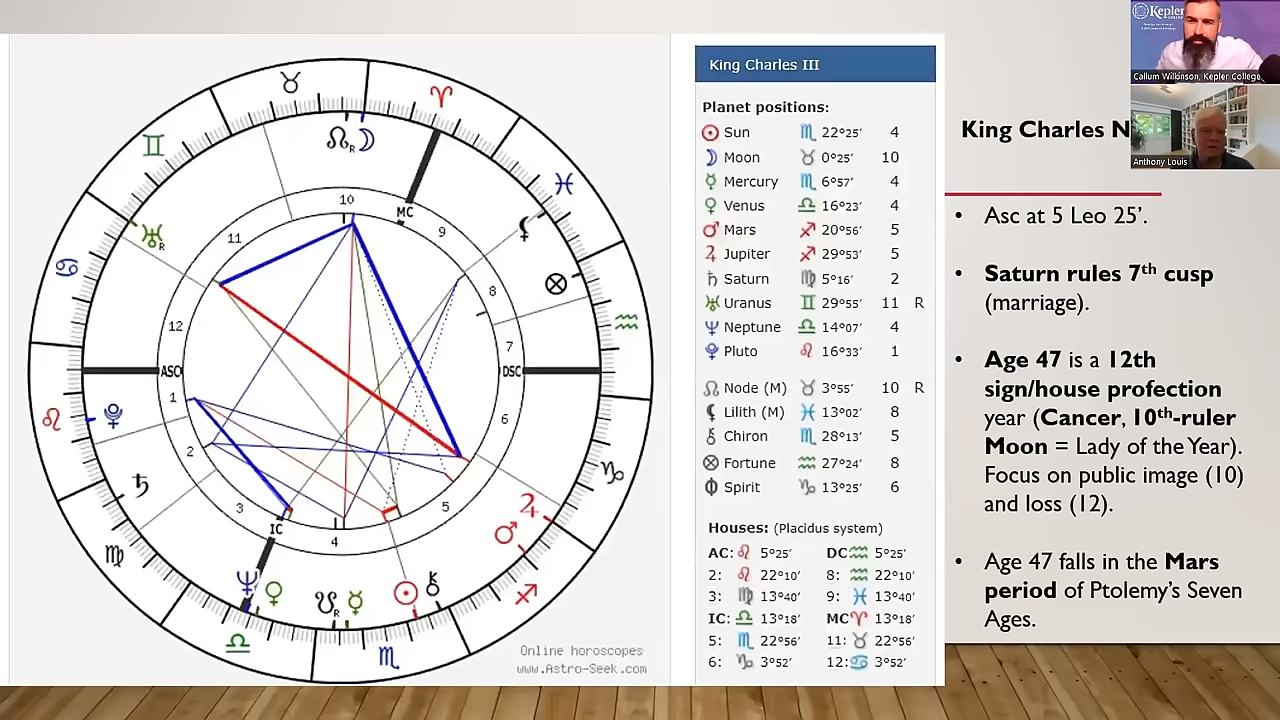 10
MC
9
11
8
12
7
ASC
DSC
1
6
2
3
5
IC
4
R
R
R
Online horoscopes
www.Astro-Seek.com
King Charles III
Planet positions:
Sun 22°25' 4
Moon 0°25' 10
Mercury 6°57' 4
Venus 16°23' 4
Mars 20°56' 5
Jupiter 29°53' 5
Saturn 5°16' 2
Uranus 29°55' 11 R
Neptune 14°07' 4
Pluto 16°33' 1
Node (M) 3°55' 10 R
Lilith (M) 13°02' 8
Chiron 28°13' 5
Fortune 27°24' 8
Spirit 13°25' 6
Houses: (Placidus system)
AC: 5°25' DC 5°25'
2: 22°10' 8: 22°10'
3: 13°40' 9: 13°40'
IC: 13°18' MC 13°18'
5: 22°56' 11: 22°56'
6: 3°52' 12: 3°52'
Kepler
Callum Wilkinson, Kepler College
Anthony Louis
King Charles N
• Asc at 5 Leo 25’.
• Saturn rules 7th cusp
(marriage).
• Age 47 is a 12th
sign/house profection
year (Cancer, 10th-ruler
Moon = Lady of the Year).
Focus on public image (10)
and loss (12).
• Age 47 falls in the Mars
period of Ptolemy’s Seven
Ages.